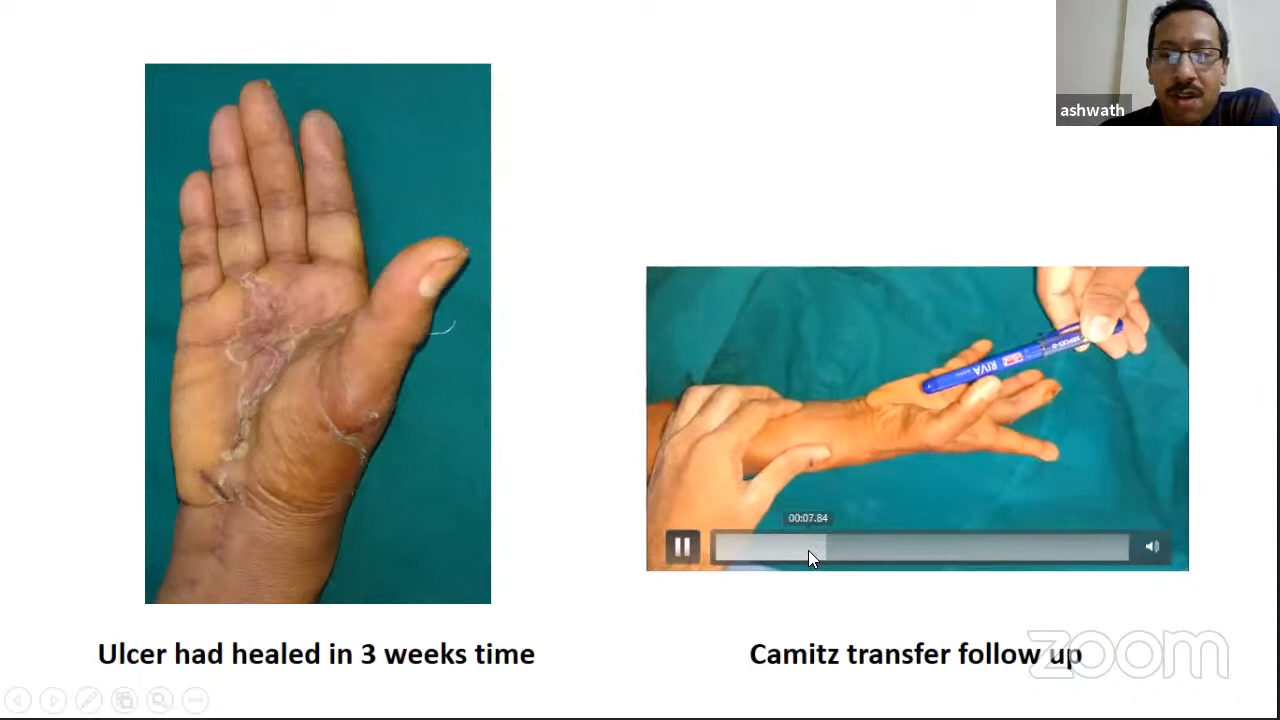 ashwath
RIVA
00:07.84
Ulcer had healed in 3 weeks time
Camitz transfer follow up
zoom